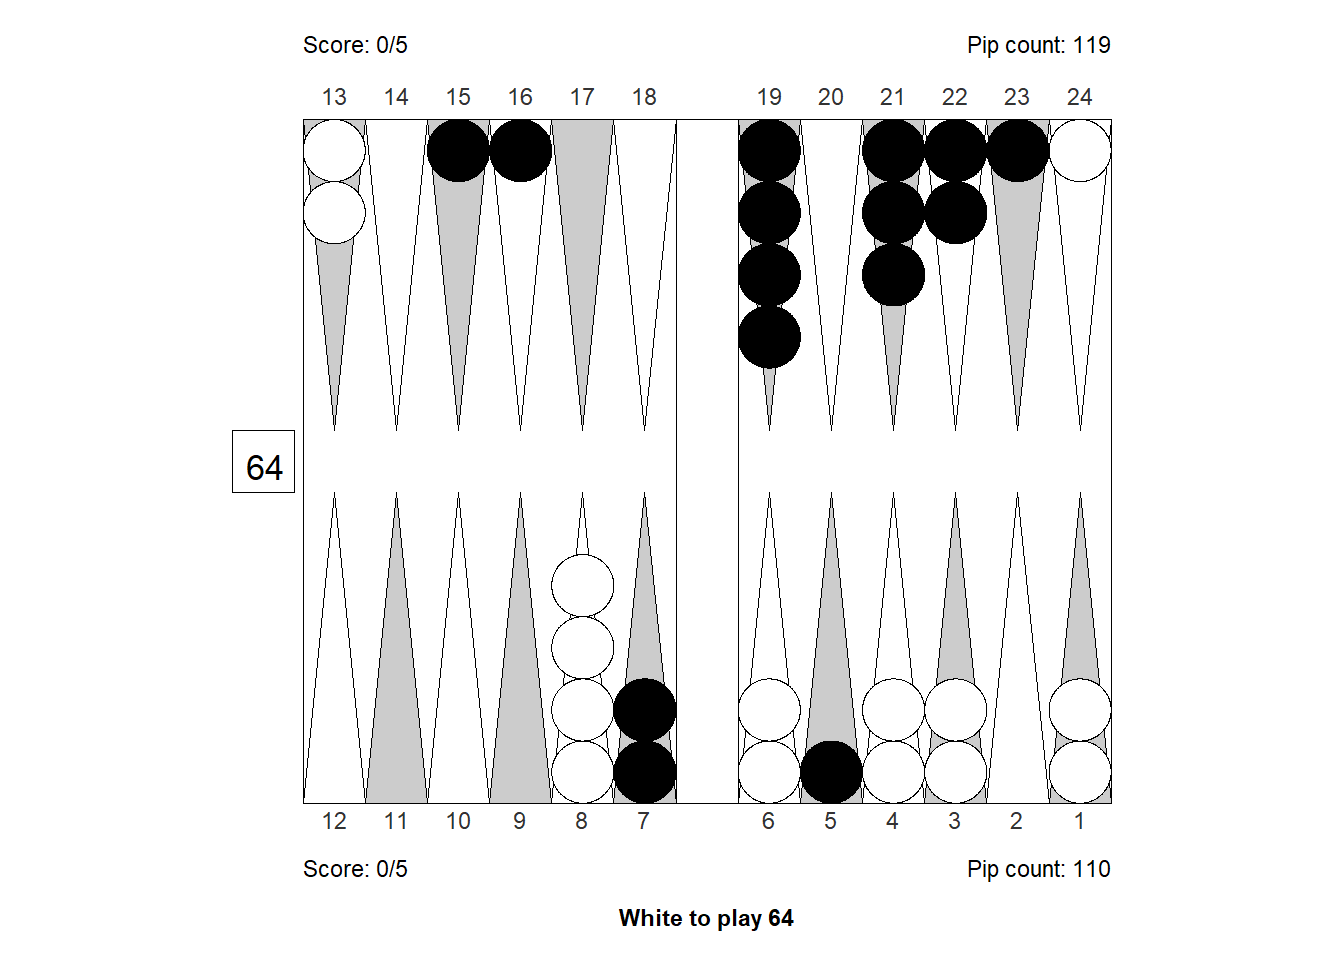 Score: 0/5 Pip count: 119
13 14 15 16 17 18 19 20 21 22 23 24
64
12 11 10 9 8 7 6 5 4 3 2 1
Score: 0/5 Pip count: 110
White to play 64